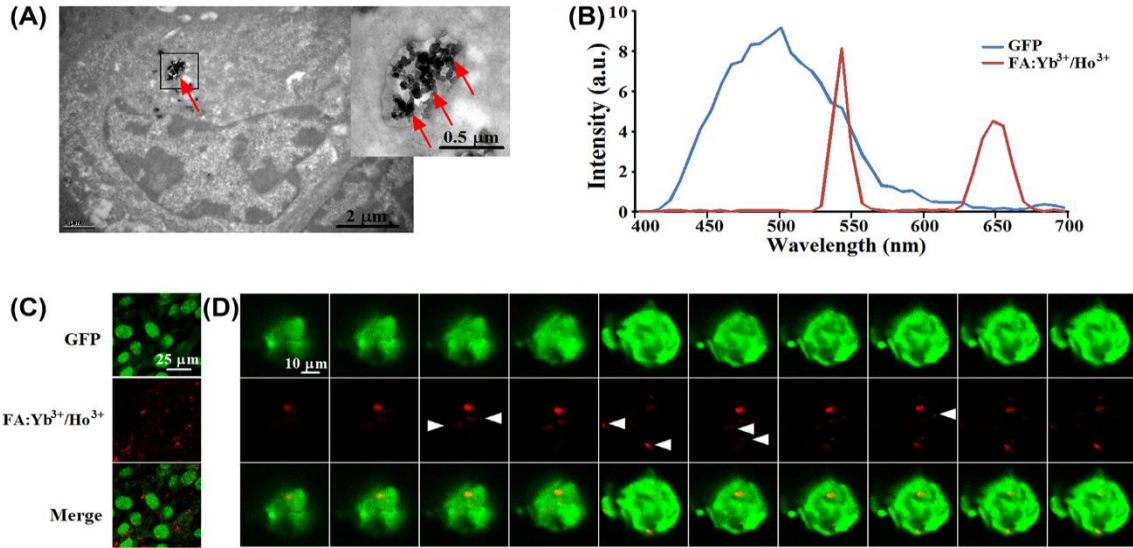 (A)
0.5 μm
2 μm
(B)
Intensity (a.u.)
10
8
6
4
2
0
400 450 500 550 600 650 700
Wavelength (nm)
GFP
FA:Yb³⁺/Ho³⁺
(C)
GFP
25 μm
FA:Yb³⁺/Ho³⁺
Merge
(D)
10 μm